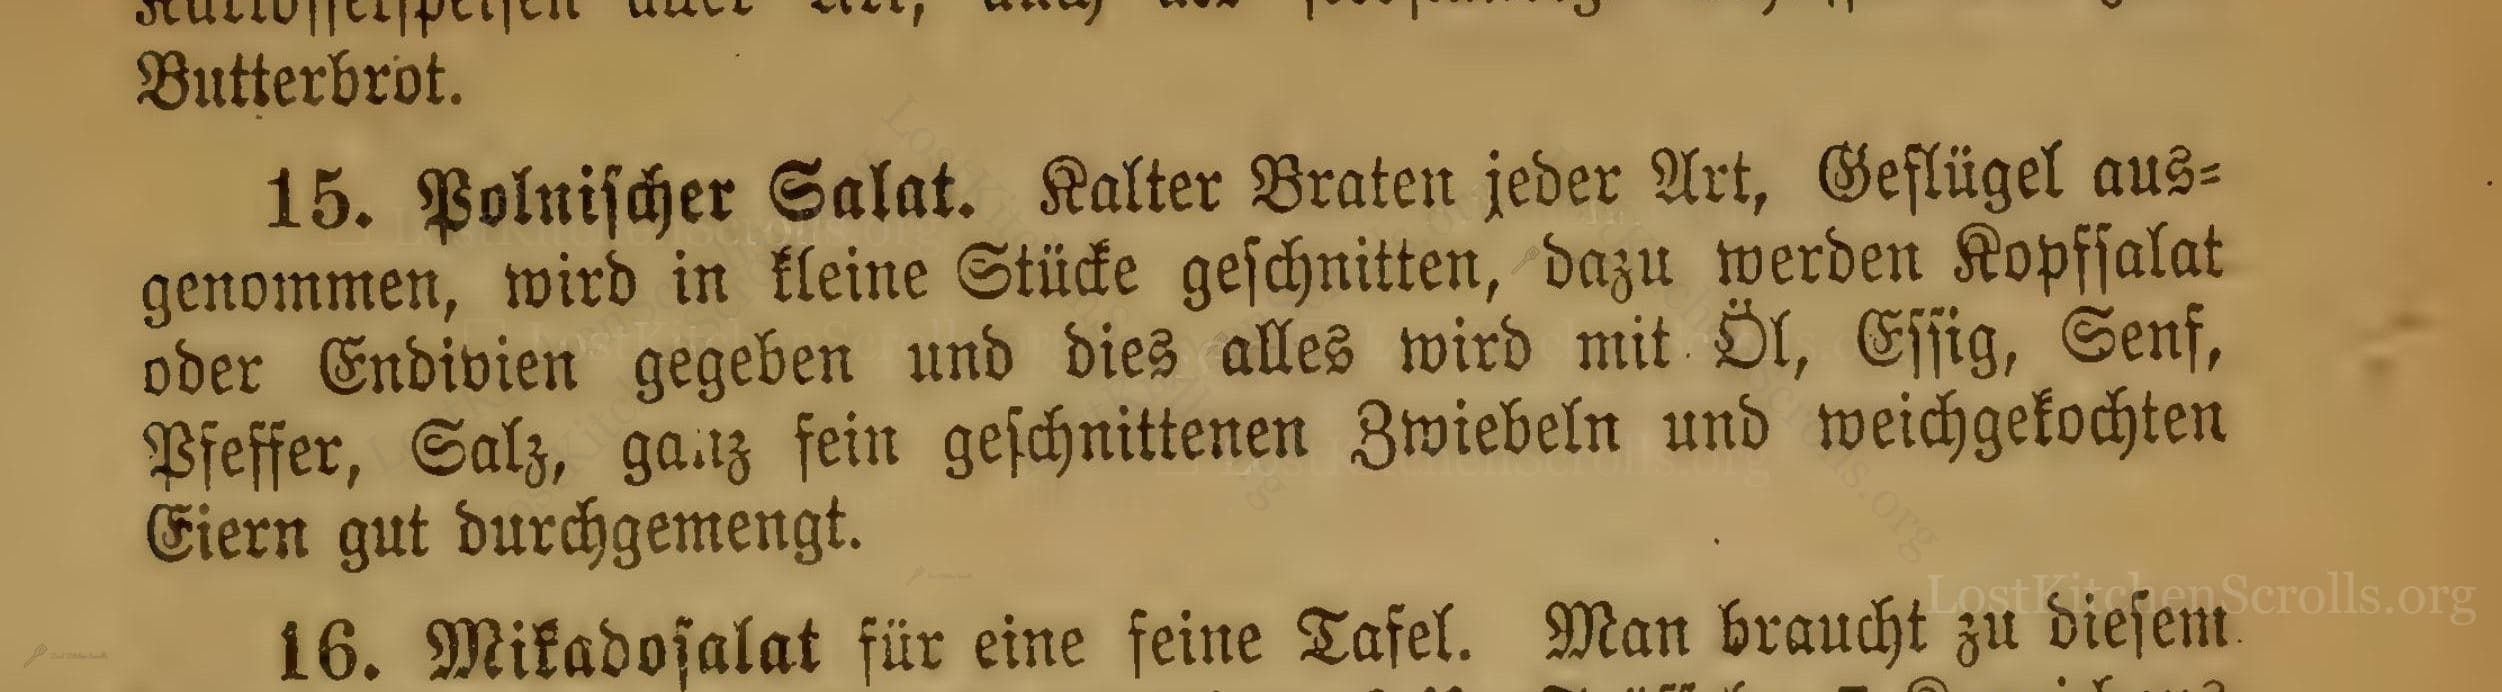 Butterbrot.
15. Polnischer Salat. Kalter Braten jeder Art, Geflügel aus-
genommen, wird in kleine Stücke geschnitten, dazu werden Kopfsalat
oder Endivien gegeben und dies alles wird mit Öl, Essig, Senf,
Pfeffer, Salz, ganz fein geschnittenen Zwiebeln und weichgekochten
Eiern gut durchgemengt.
LostKitchenScrolls.org
16. Mikadosalat für eine feine Tafel. Man braucht zu diesem